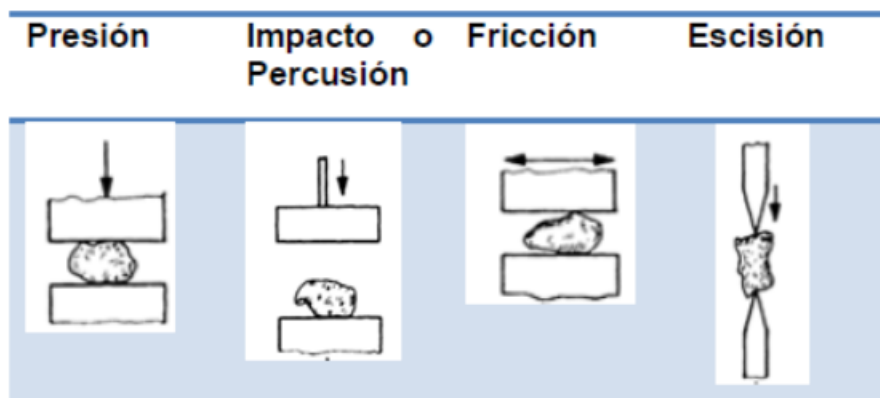 Presión
Impacto o
Percusión
Fricción
Escisión